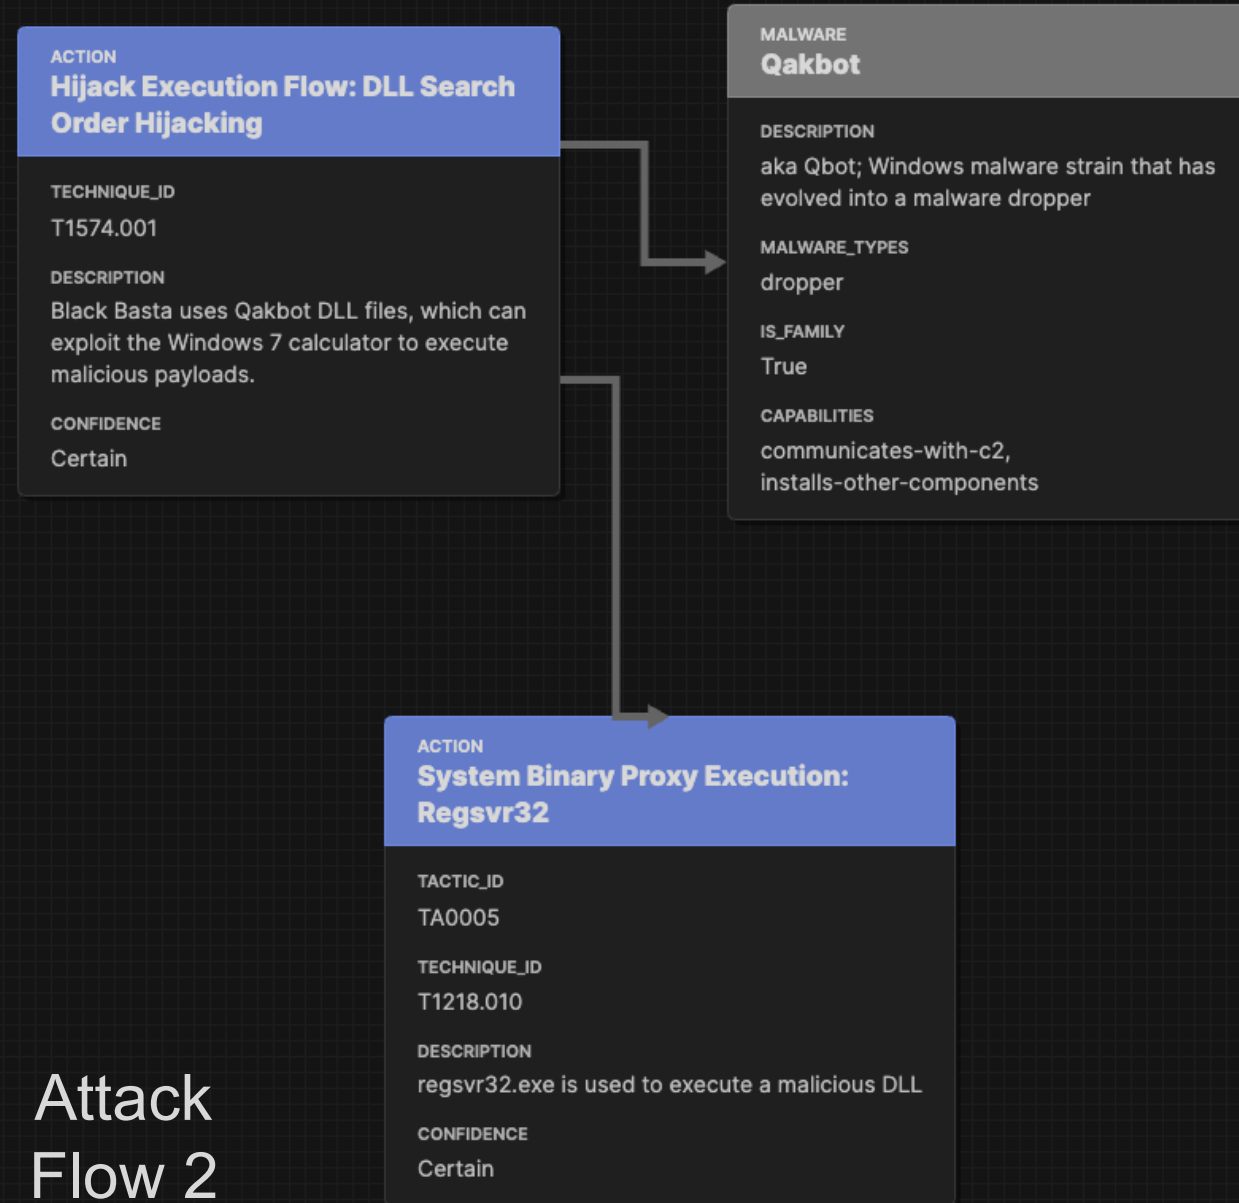 ACTION
Hijack Execution Flow: DLL Search
Order Hijacking
TECHNIQUE_ID
T1574.001
DESCRIPTION
Black Basta uses Qakbot DLL files, which can
exploit the Windows 7 calculator to execute
malicious payloads.
CONFIDENCE
Certain
MALWARE
Qakbot
DESCRIPTION
aka Qbot; Windows malware strain that has
evolved into a malware dropper
MALWARE_TYPES
dropper
IS_FAMILY
True
CAPABILITIES
communicates-with-c2,
installs-other-components
ACTION
System Binary Proxy Execution:
Regsvr32
TACTIC_ID
TA0005
TECHNIQUE_ID
T1218.010
DESCRIPTION
regsvr32.exe is used to execute a malicious DLL
CONFIDENCE
Certain
Attack
Flow 2